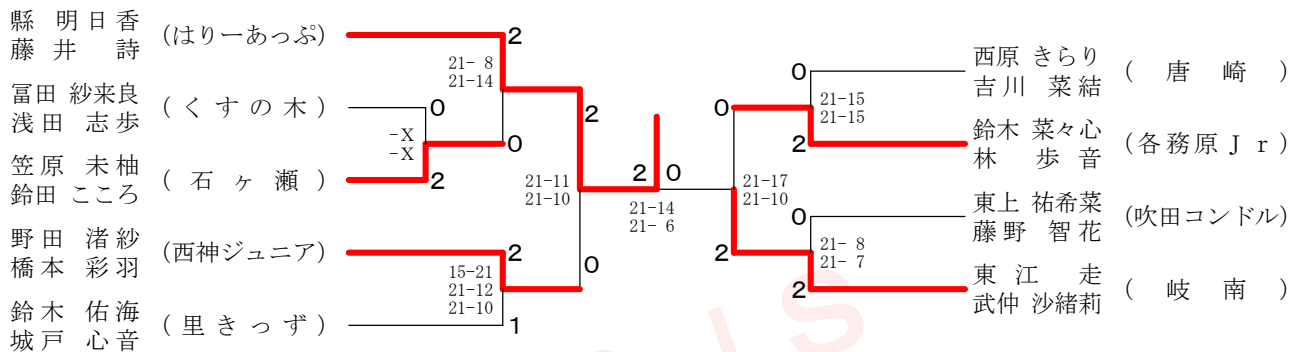 縣 明日香
藤井 詩
(はりーあっぷ)
2
21- 8
21-14
冨田 紗来良
浅田 志歩
(くすの木)
0
-X
-X
0
笠原 未柚
鈴田 こころ
(石ヶ瀬)
2
2
21-11
21-10
野田 渚紗
橋本 彩羽
(西神ジュニア)
2
15-21
21-12
21-10
0
鈴木 佑海
城戸 心音
(里きっず)
1
2 0
21-14
21- 6
西原 きらり
吉川 菜結
(唐崎)
0
21-15
21-15
0
鈴木 菜々心
林 歩音
(各務原Jr)
2
21-17
21-10
東上 祐希菜
藤野 智花
(吹田コンドル)
0
21- 8
21- 7
2
東江 走
武仲 沙緒莉
(岐南)
2